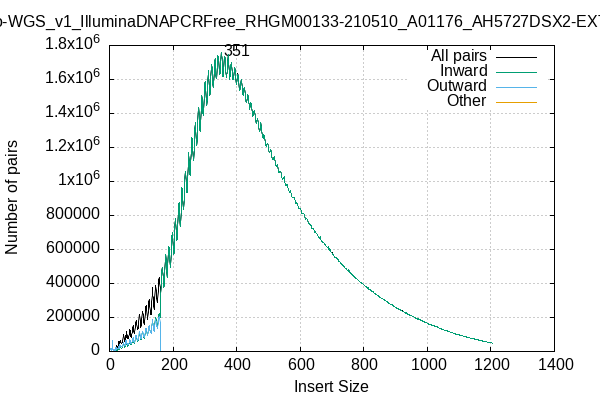 o-WGS_v1_IlluminaDNAPCRFree_RHGM00133-210510_A01176_AH5727DSX2-EXT
1.8x10^6
1.6x10^6
1.4x10^6
1.2x10^6
1x10^6
800000
600000
400000
200000
0
Number of pairs
351
All pairs
Inward
Outward
Other
0 200 400 600 800 1000 1200 1400
Insert Size